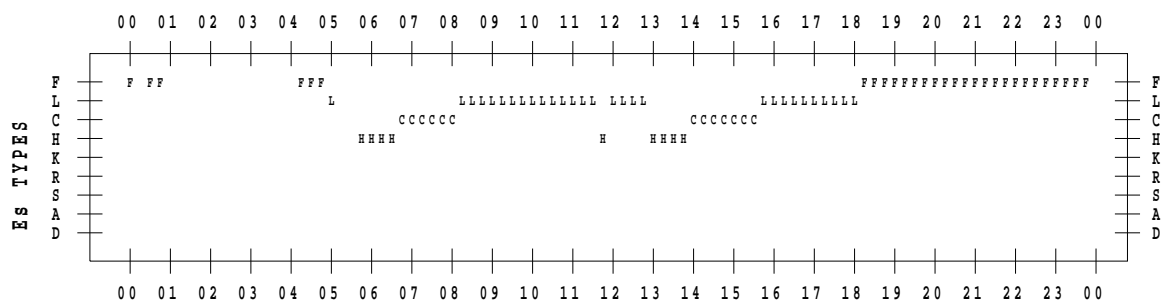 00 01 02 03 04 05 06 07 08 09 10 11 12 13 14 15 16 17 18 19 20 21 22 23 00
Es TYPES
F F FF FFF FFFFFFFFFFFFFFFFFFFFFFF F
L L LLLLLLLLLLLLLL LLLL LLLLLLLLLL L
C CCCCCC CCCCCCC C
H HHHH H HHHH H
K K
R R
S S
A A
D D
00 01 02 03 04 05 06 07 08 09 10 11 12 13 14 15 16 17 18 19 20 21 22 23 00